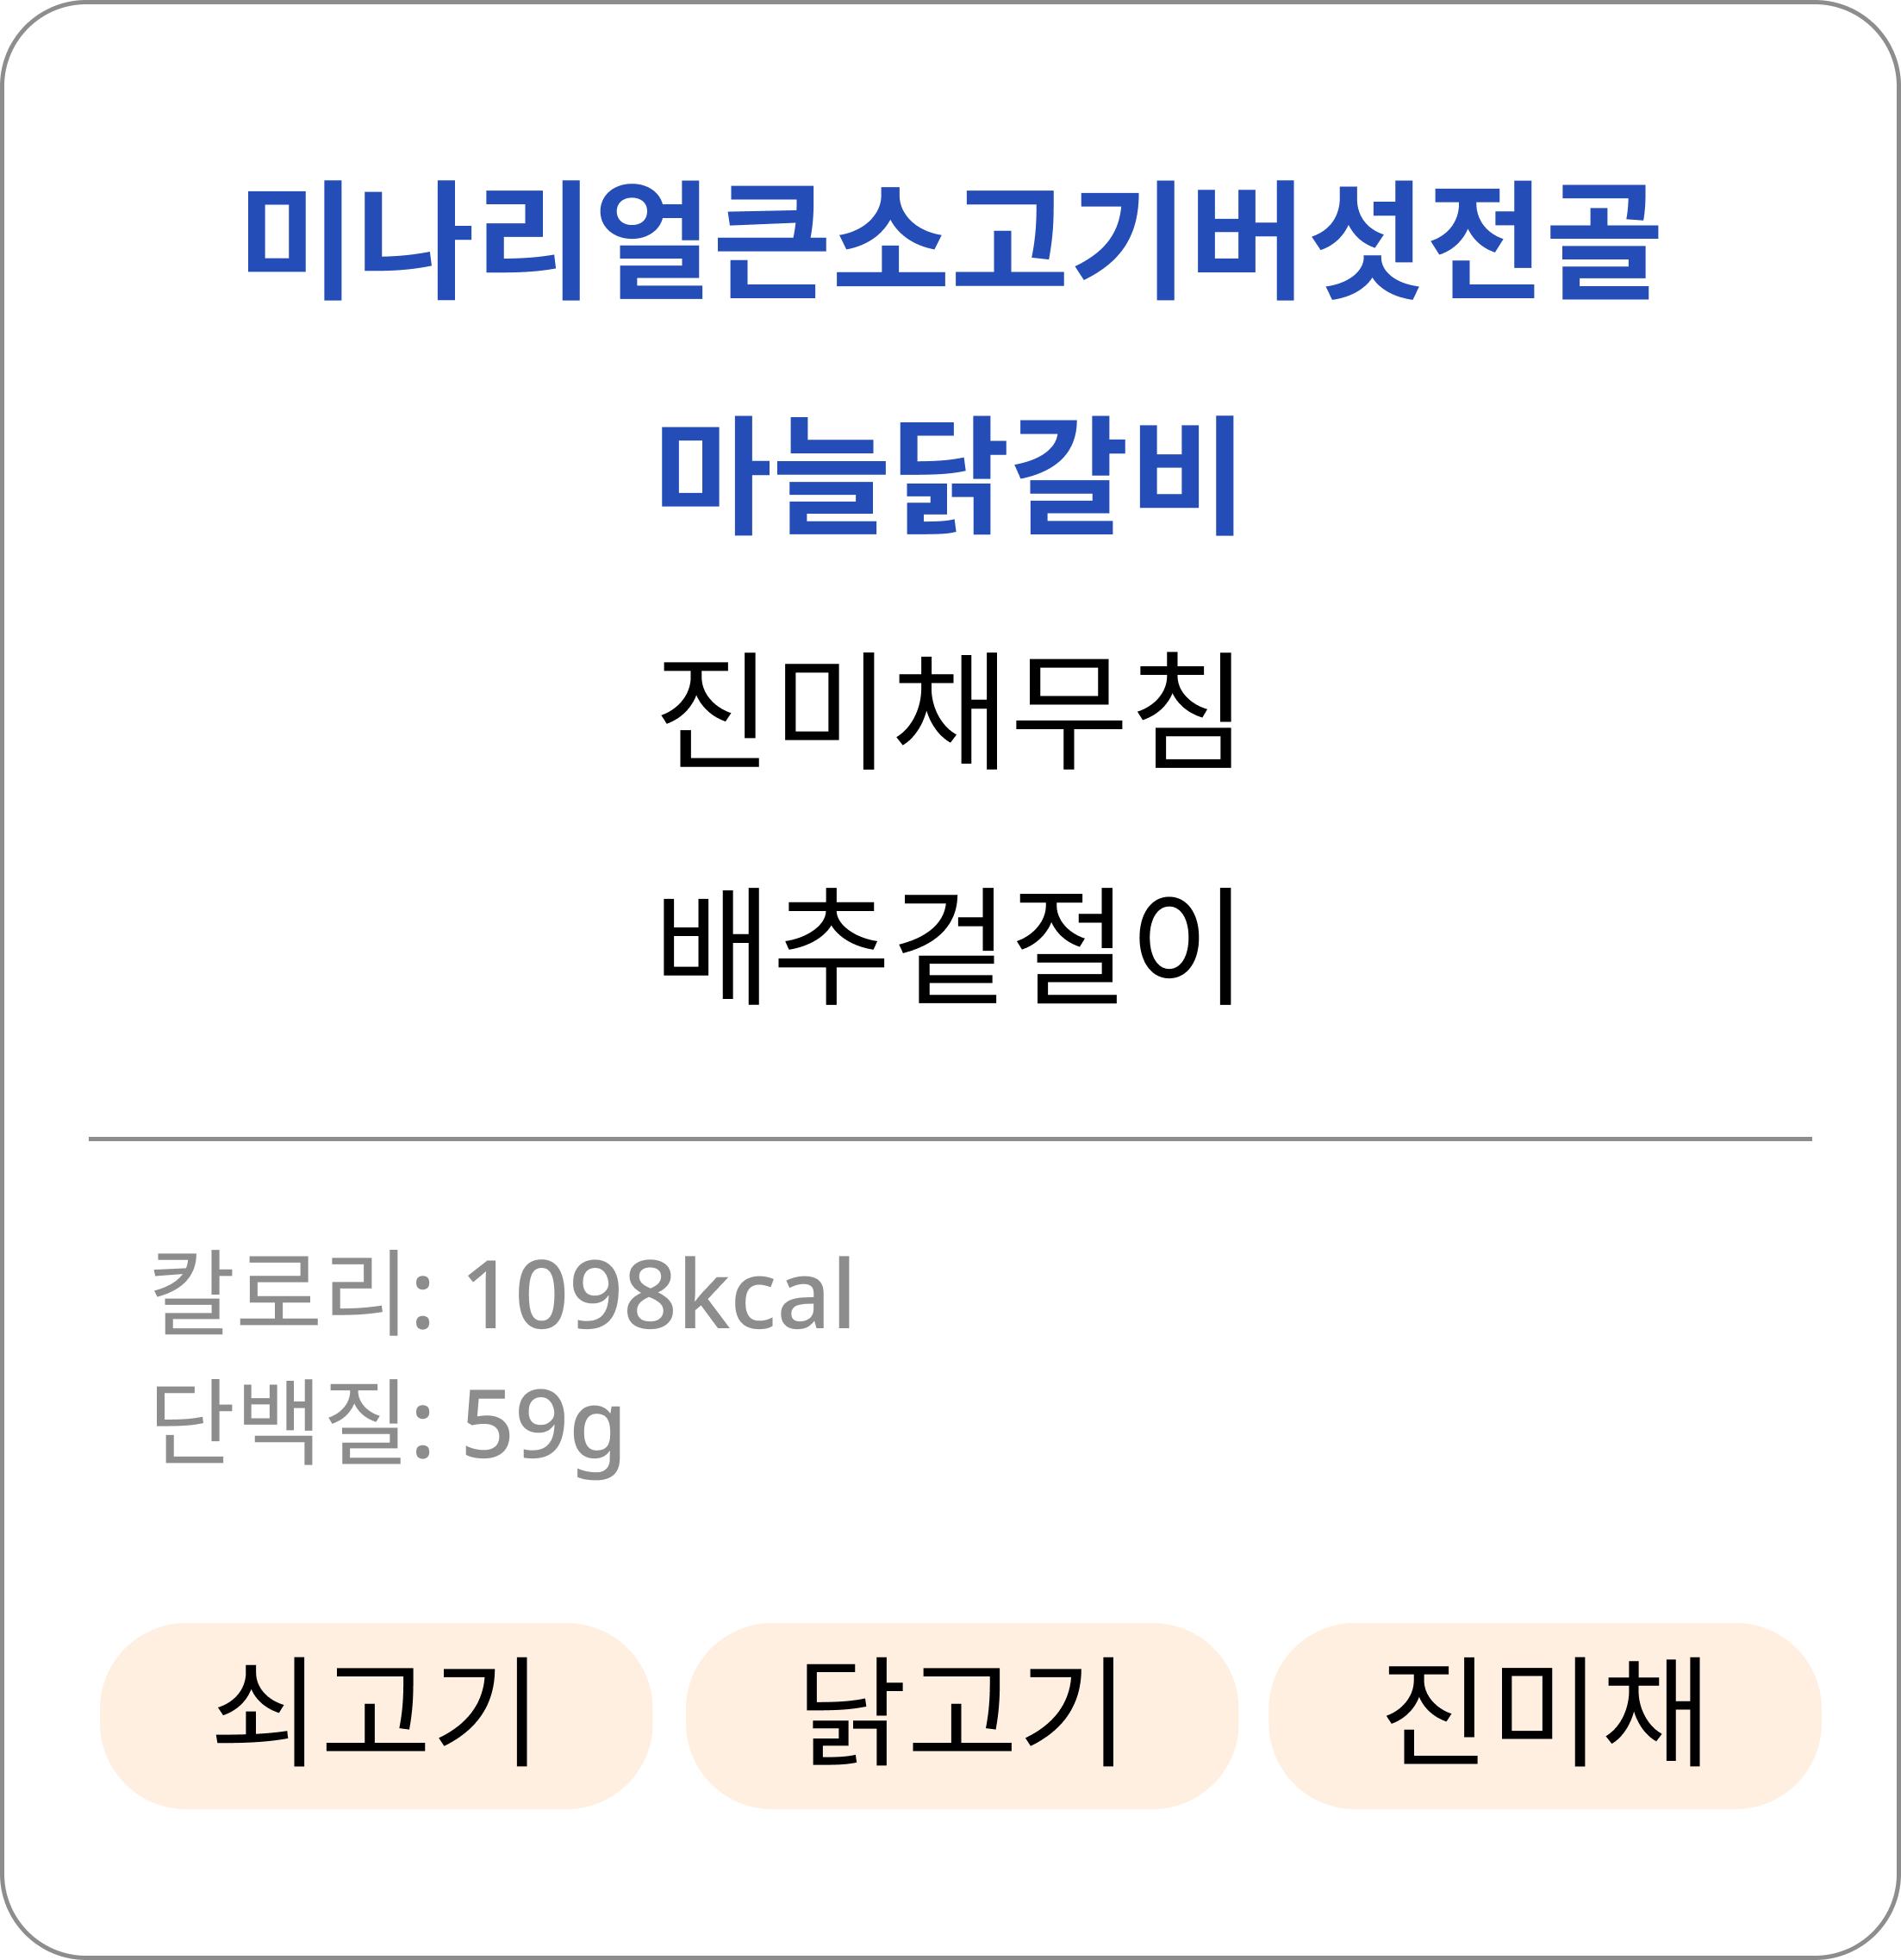 미나리얼큰소고기버섯전골
마늘닭갈비
진미채무침
배추겉절이
칼로리: 1098kcal
단백질: 59g
쇠고기 닭고기 진미채